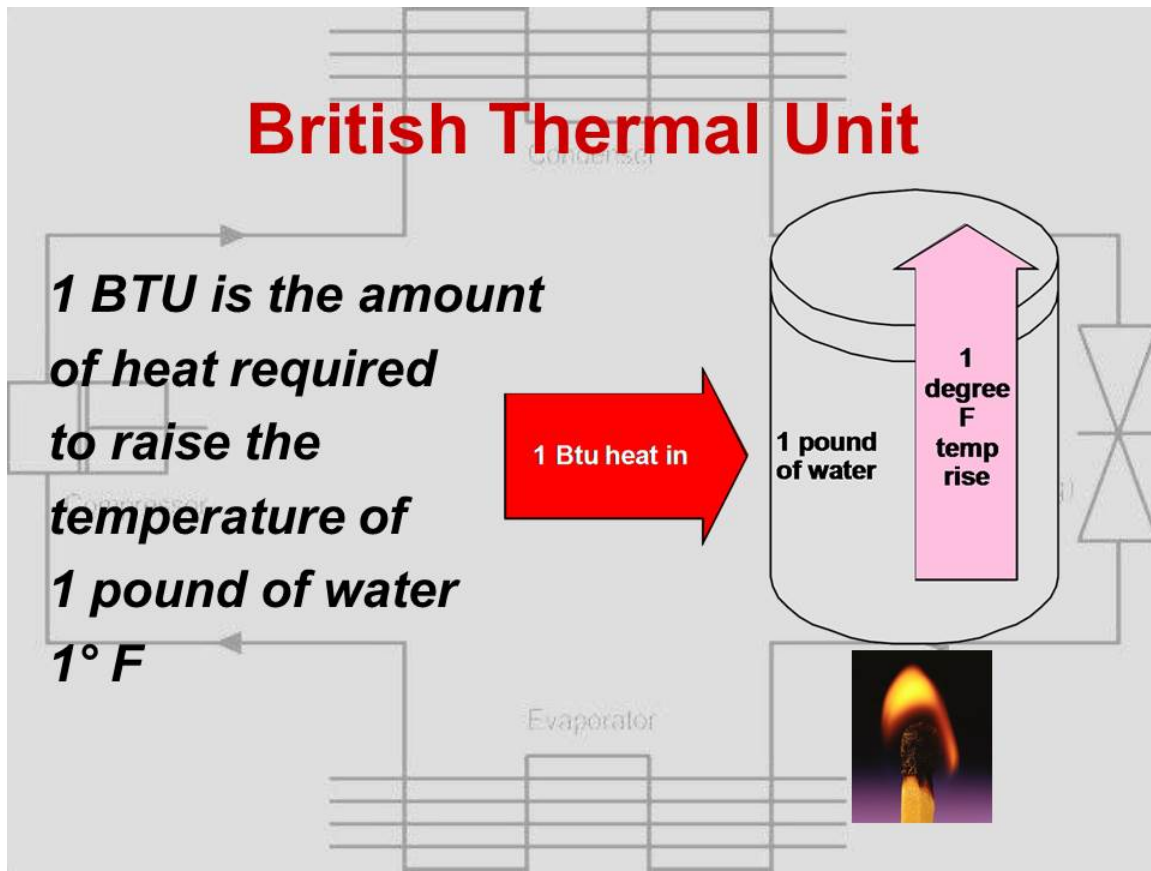 British Thermal Unit
Condenser
1 BTU is the amount
of heat required
to raise the
temperature of
1 pound of water
1° F
Compressor
1 Btu heat in
1 pound
of water
1
degree
F
temp
rise
Evaporator